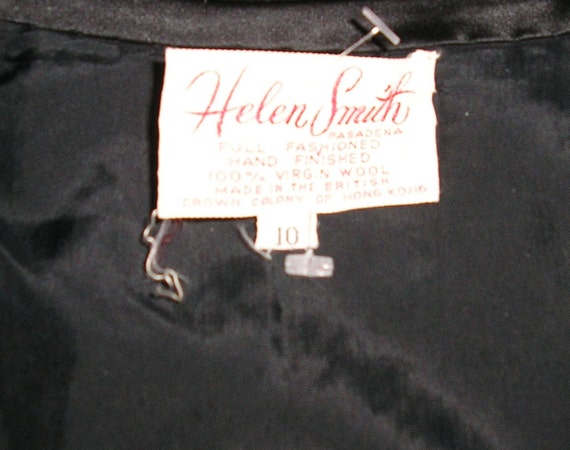 Helen Smith
PASADENA
FULL FASHIONED
HAND FINISHED
100% VIRGIN WOOL
MADE IN THE BRITISH
CROWN COLONY OF HONG KONG
10